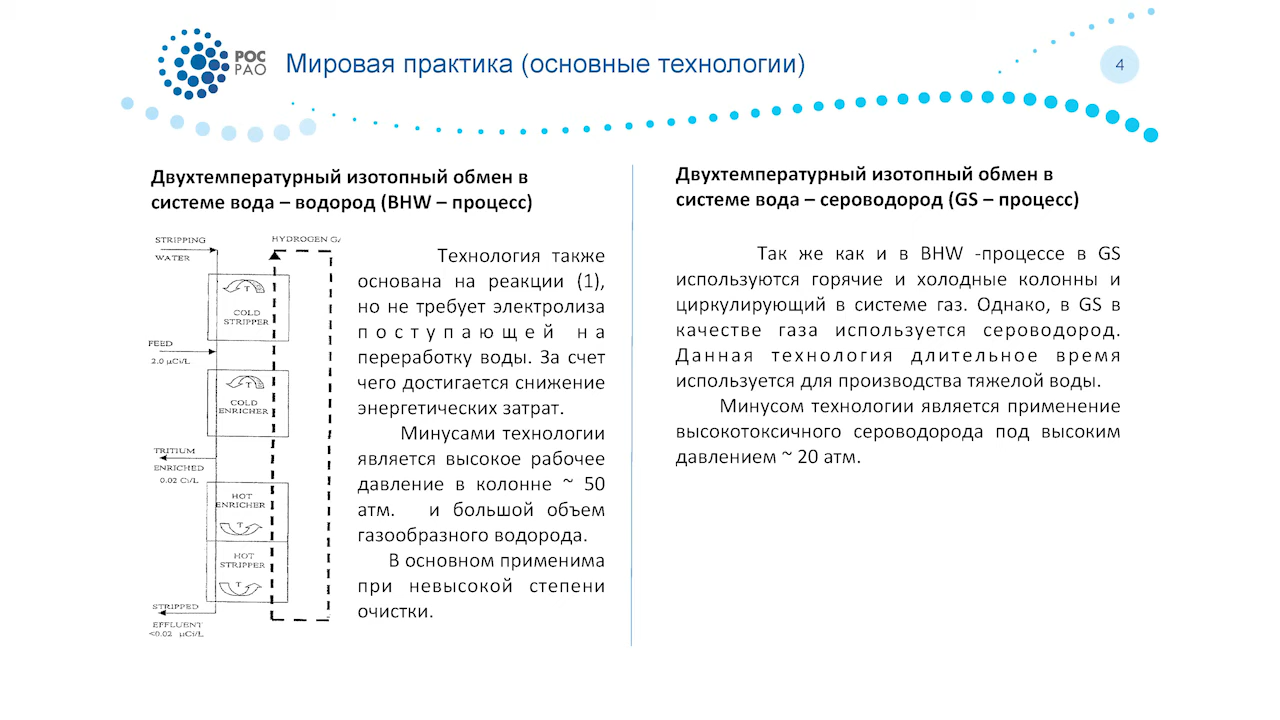 РОС
РАО
Мировая практика (основные технологии)
4
Двухтемпературный изотопный обмен в
системе вода – водород (BHW – процесс)
STRIPPING
WATER
HYDROGEN GA
T
COLD
STRIPPER
FEED
2.0 µCi/L
T
COLD
ENRICHER
TRITIUM
ENRICHED
0.02 Ci/L
HOT
ENRICHER
T
HOT
STRIPPER
T
STRIPPED
EFFLUENT
<0.02 µCi/L
Технология также
основана на реакции (1),
но не требует электролиза
поступающей на
переработку воды. За счет
чего достигается снижение
энергетических затрат.
Минусами технологии
является высокое рабочее
давление в колонне ~ 50
атм. и большой объем
газообразного водорода.
В основном применима
при невысокой степени
очистки.
Двухтемпературный изотопный обмен в
системе вода – сероводород (GS – процесс)
Так же как и в BHW -процессе в GS
используются горячие и холодные колонны и
циркулирующий в системе газ. Однако, в GS в
качестве газа используется сероводород.
Данная технология длительное время
используется для производства тяжелой воды.
Минусом технологии является применение
высокотоксичного сероводорода под высоким
давлением ~ 20 атм.